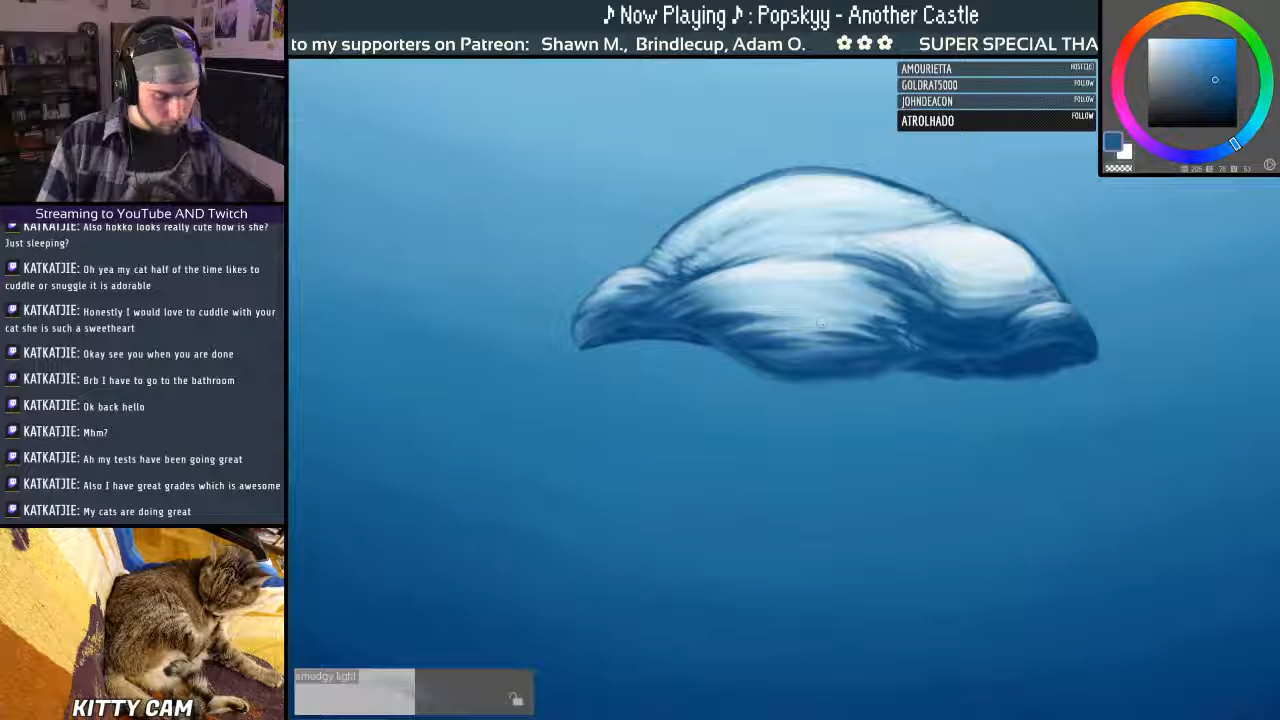 ♪ Now Playing ♪ : Popskyy - Another Castle
to my supporters on Patreon: Shawn M., Brindlecup, Adam O. ✿ ✿ ✿ SUPER SPECIAL THA
AMOURIETTA HOST[16]
GOLDRAT5000 FOLLOW
JOHNDEACON FOLLOW
ATROLHADO FOLLOW
Streaming to YouTube AND Twitch
KATKATJIE: Also hokko looks really cute how is she?
Just sleeping?
KATKATJIE: Oh yea my cat half of the time likes to
cuddle or snuggle it is adorable
KATKATJIE: Honestly I would love to cuddle with your
cat she is such a sweetheart
KATKATJIE: Okay see you when you are done
KATKATJIE: Brb I have to go to the bathroom
KATKATJIE: Ok back hello
KATKATJIE: Mhm?
KATKATJIE: Ah my tests have been going great
KATKATJIE: Also I have great grades which is awesome
KATKATJIE: My cats are doing great
KITTY CAM
smudgy light